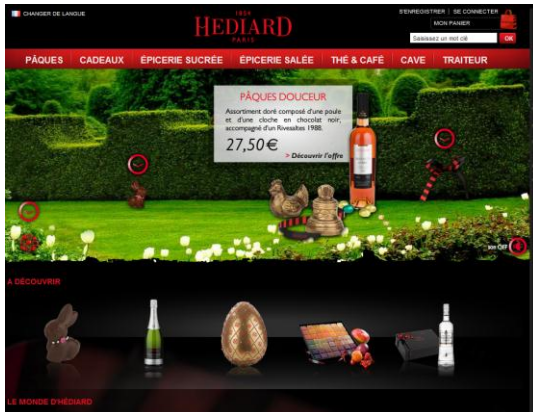 CHANGER DE LANGUE
S'ENREGISTRER | SE CONNECTER
MON PANIER
Saisissez un mot clé
OK
1854
HEDIARD
PARIS
PÂQUES
CADEAUX
ÉPICERIE SUCRÉE
ÉPICERIE SALÉE
THÉ & CAFÉ
CAVE
TRAITEUR
PÂQUES DOUCEUR
Assortiment doré composé d'une poule
et d'une cloche en chocolat noir,
accompagné d'un Rivesaltes 1988.
27,50€
> Découvrir l'offre
OFF
A DÉCOUVRIR
LE MONDE D'HÉDIARD